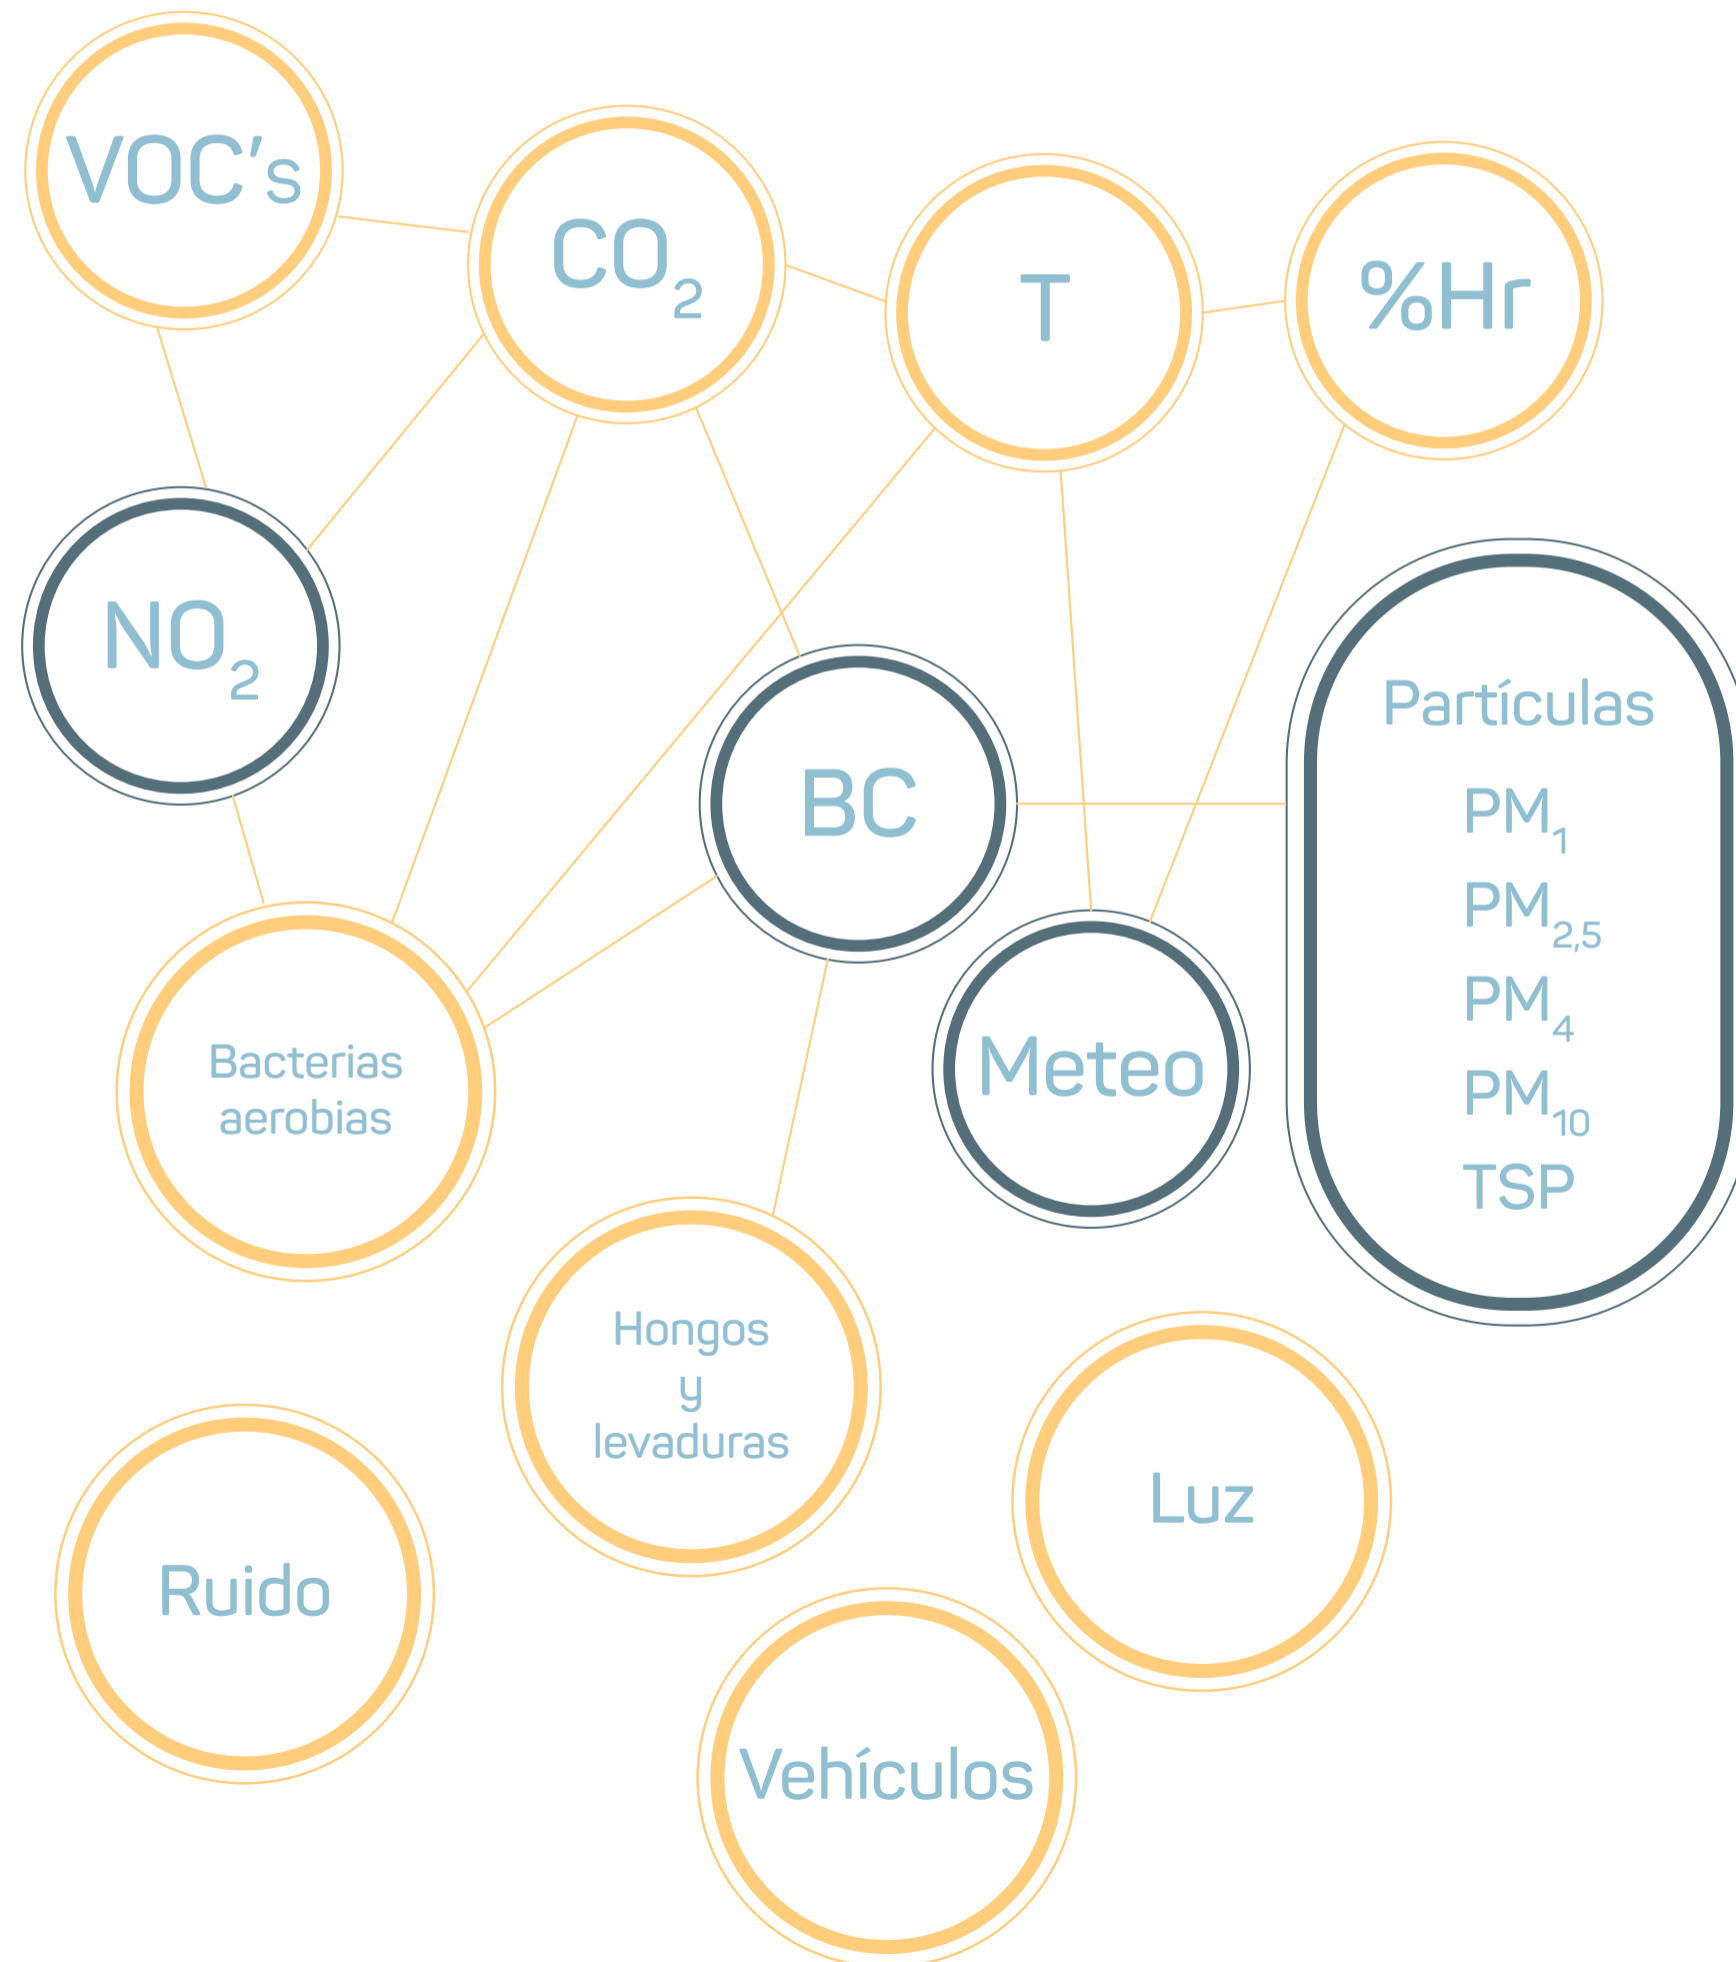 VOC's
CO₂
T
%Hr
NO₂
BC
Partículas
PM₁
PM₂,₅
PM₄
PM₁₀
TSP
Bacterias
aerobias
Meteo
Hongos
y
levaduras
Luz
Ruido
Vehículos